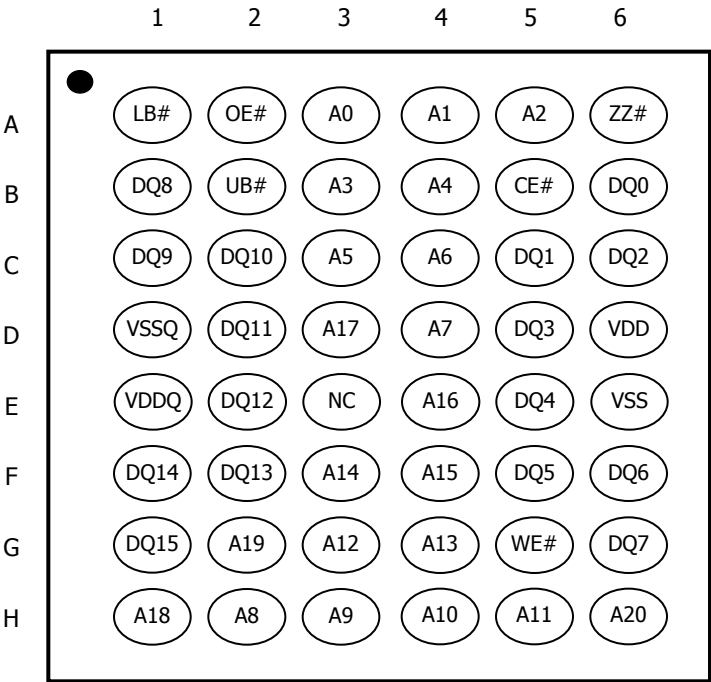 1 2 3 4 5 6
A LB# OE# A0 A1 A2 ZZ#
B DQ8 UB# A3 A4 CE# DQ0
C DQ9 DQ10 A5 A6 DQ1 DQ2
D VSSQ DQ11 A17 A7 DQ3 VDD
E VDDQ DQ12 NC A16 DQ4 VSS
F DQ14 DQ13 A14 A15 DQ5 DQ6
G DQ15 A19 A12 A13 WE# DQ7
H A18 A8 A9 A10 A11 A20